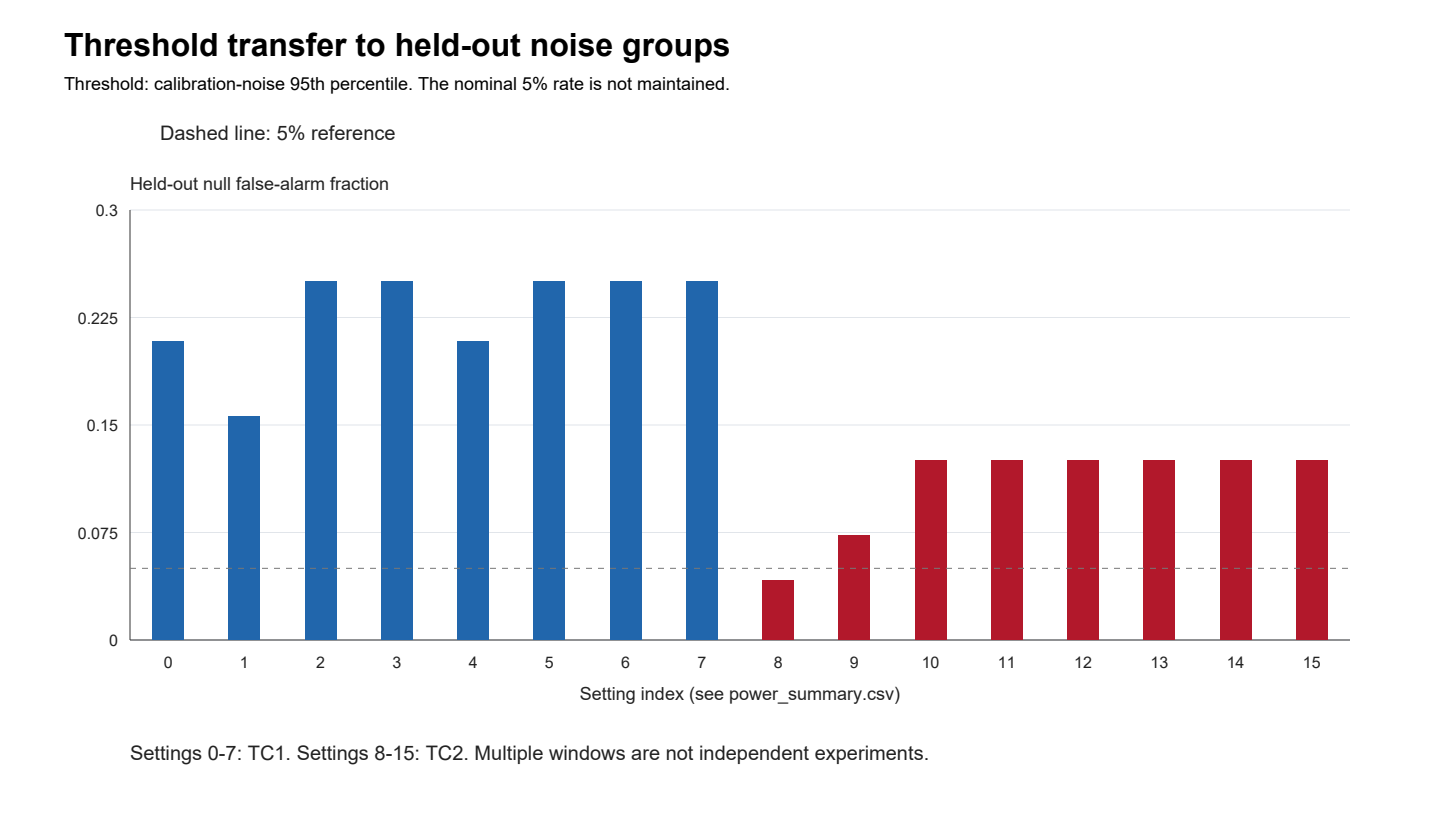 Threshold transfer to held-out noise groups
Threshold: calibration-noise 95th percentile. The nominal 5% rate is not maintained.
Dashed line: 5% reference
Held-out null false-alarm fraction
0.3
0.225
0.15
0.075
0
0 1 2 3 4 5 6 7 8 9 10 11 12 13 14 15
Setting index (see power_summary.csv)
Settings 0-7: TC1. Settings 8-15: TC2. Multiple windows are not independent experiments.